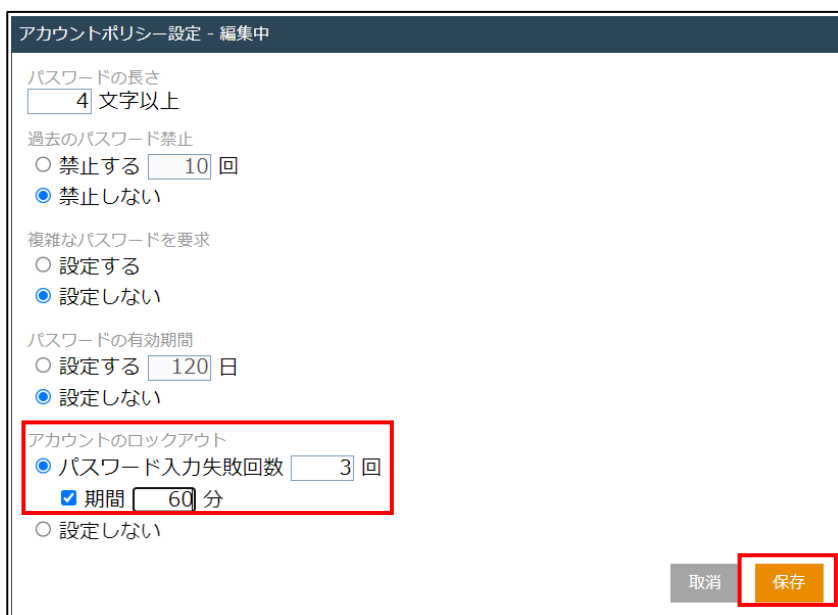 アカウントポリシー設定 - 編集中
パスワードの長さ
4 文字以上
過去のパスワード禁止
禁止する 10 回
禁止しない
複雑なパスワードを要求
設定する
設定しない
パスワードの有効期間
設定する 120 日
設定しない
アカウントのロックアウト
パスワード入力失敗回数 3 回
期間 60 分
設定しない
取消 保存